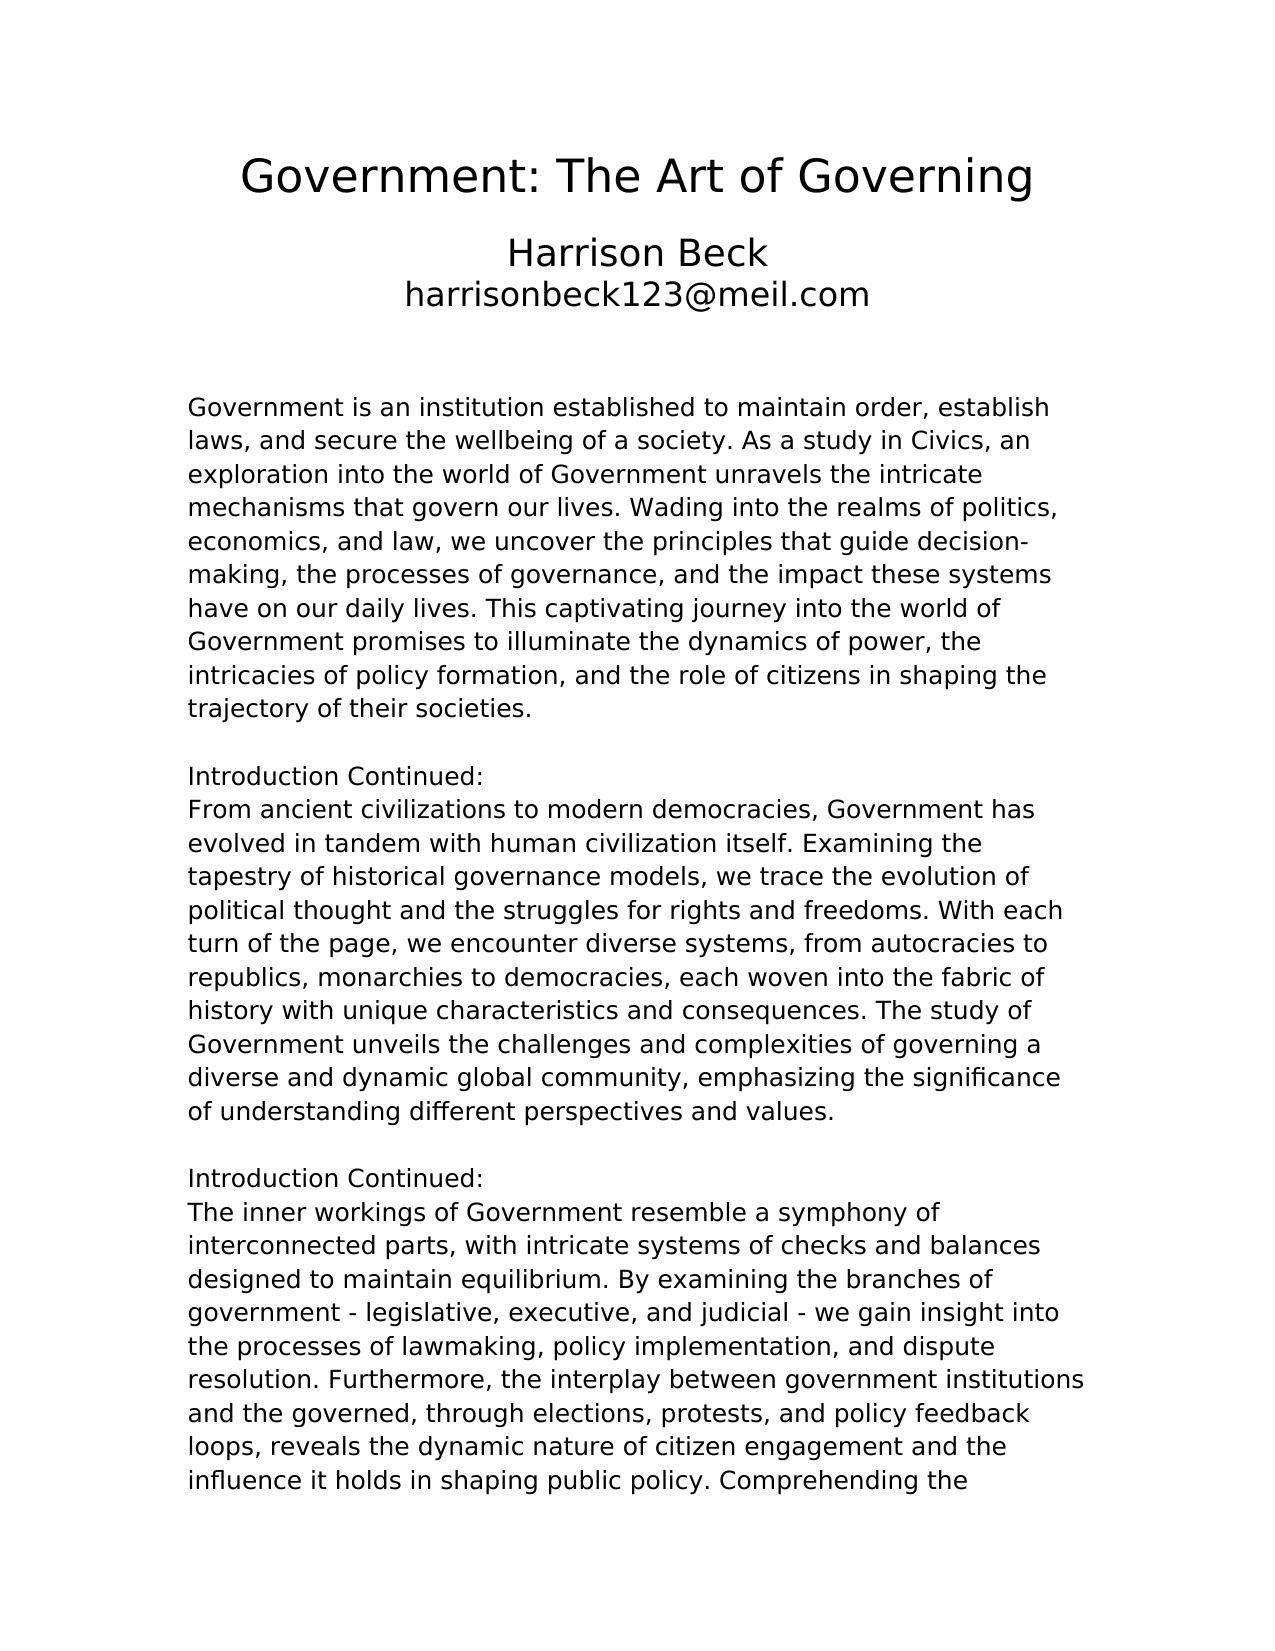 Government: The Art of Governing
Harrison Beck
harrisonbeck123@meil.com
Government is an institution established to maintain order, establish
laws, and secure the wellbeing of a society. As a study in Civics, an
exploration into the world of Government unravels the intricate
mechanisms that govern our lives. Wading into the realms of politics,
economics, and law, we uncover the principles that guide decision-
making, the processes of governance, and the impact these systems
have on our daily lives. This captivating journey into the world of
Government promises to illuminate the dynamics of power, the
intricacies of policy formation, and the role of citizens in shaping the
trajectory of their societies.
Introduction Continued:
From ancient civilizations to modern democracies, Government has
evolved in tandem with human civilization itself. Examining the
tapestry of historical governance models, we trace the evolution of
political thought and the struggles for rights and freedoms. With each
turn of the page, we encounter diverse systems, from autocracies to
republics, monarchies to democracies, each woven into the fabric of
history with unique characteristics and consequences. The study of
Government unveils the challenges and complexities of governing a
diverse and dynamic global community, emphasizing the significance
of understanding different perspectives and values.
Introduction Continued:
The inner workings of Government resemble a symphony of
interconnected parts, with intricate systems of checks and balances
designed to maintain equilibrium. By examining the branches of
government - legislative, executive, and judicial - we gain insight into
the processes of lawmaking, policy implementation, and dispute
resolution. Furthermore, the interplay between government institutions
and the governed, through elections, protests, and policy feedback
loops, reveals the dynamic nature of citizen engagement and the
influence it holds in shaping public policy. Comprehending the